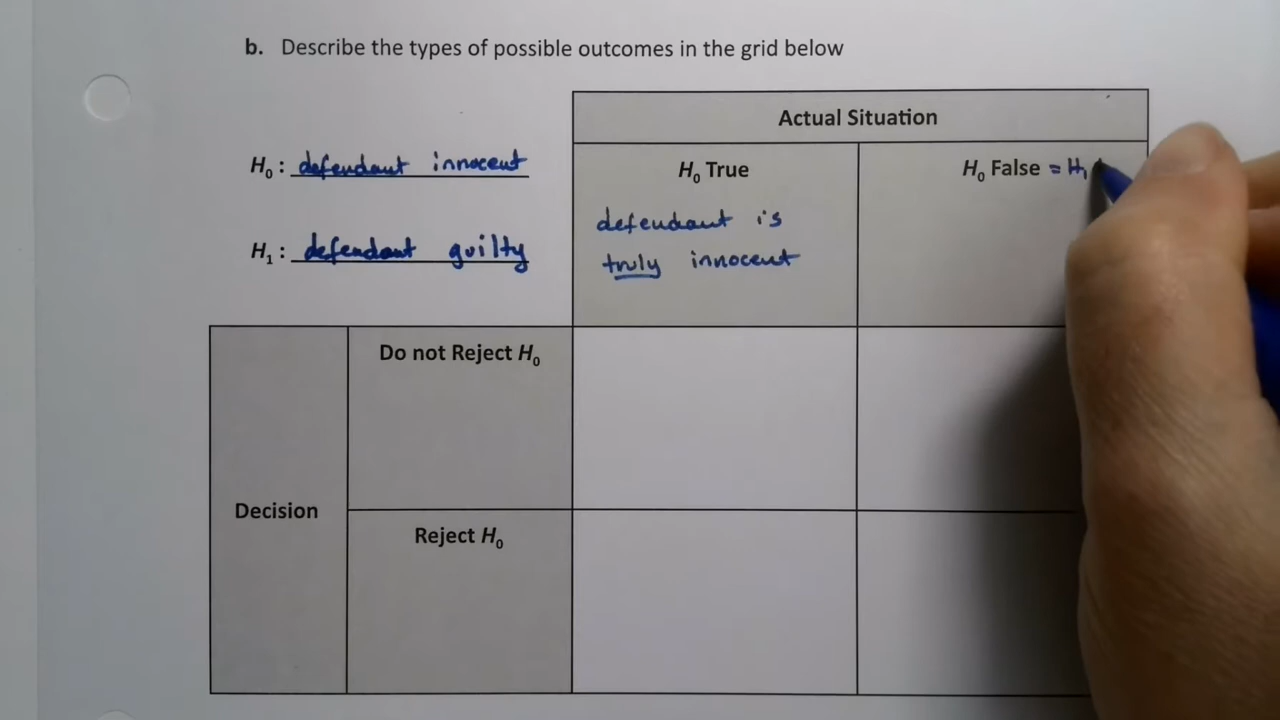 b. Describe the types of possible outcomes in the grid below
Actual Situation
H₀ : defendant innocent
H₀ True
H₀ False = H₁
defendant is
truly innocent
H₁ : defendant guilty
Do not Reject H₀
Decision
Reject H₀